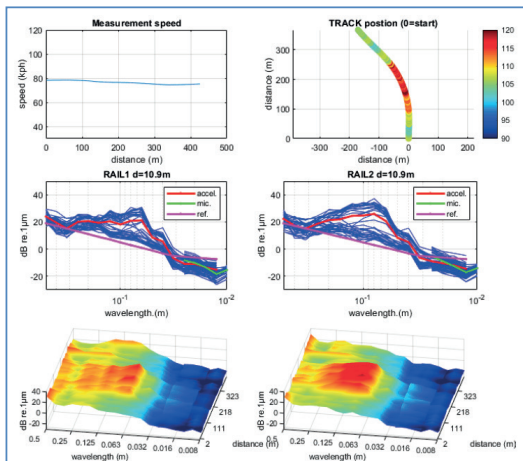 Measurement speed
120
100
80
60
40
speed (kph)
0 100 200 300 400 500
distance (m)
TRACK postion (0=start)
300
200
100
0
distance (m)
-200 -100 0 100 200
distance (m)
120
115
110
105
100
95
90
RAIL1 d=10.9m
accel.
mic.
ref.
40
20
0
-20
dB re.1µm
10⁻¹ 10⁻²
wavelength.(m)
RAIL2 d=10.9m
accel.
mic.
ref.
40
20
0
-20
dB re.1µm
10⁻¹ 10⁻²
wavelength.(m)
40
20
0
-20
dB re.1µm
0.5 0.25 0.125 0.063 0.032 0.016 0.008
wavelength (m)
2 111 218 323
distance (m)
40
20
0
-20
dB re.1µm
0.5 0.25 0.125 0.063 0.032 0.016 0.008
wavelength (m)
2 111 218 323
distance (m)